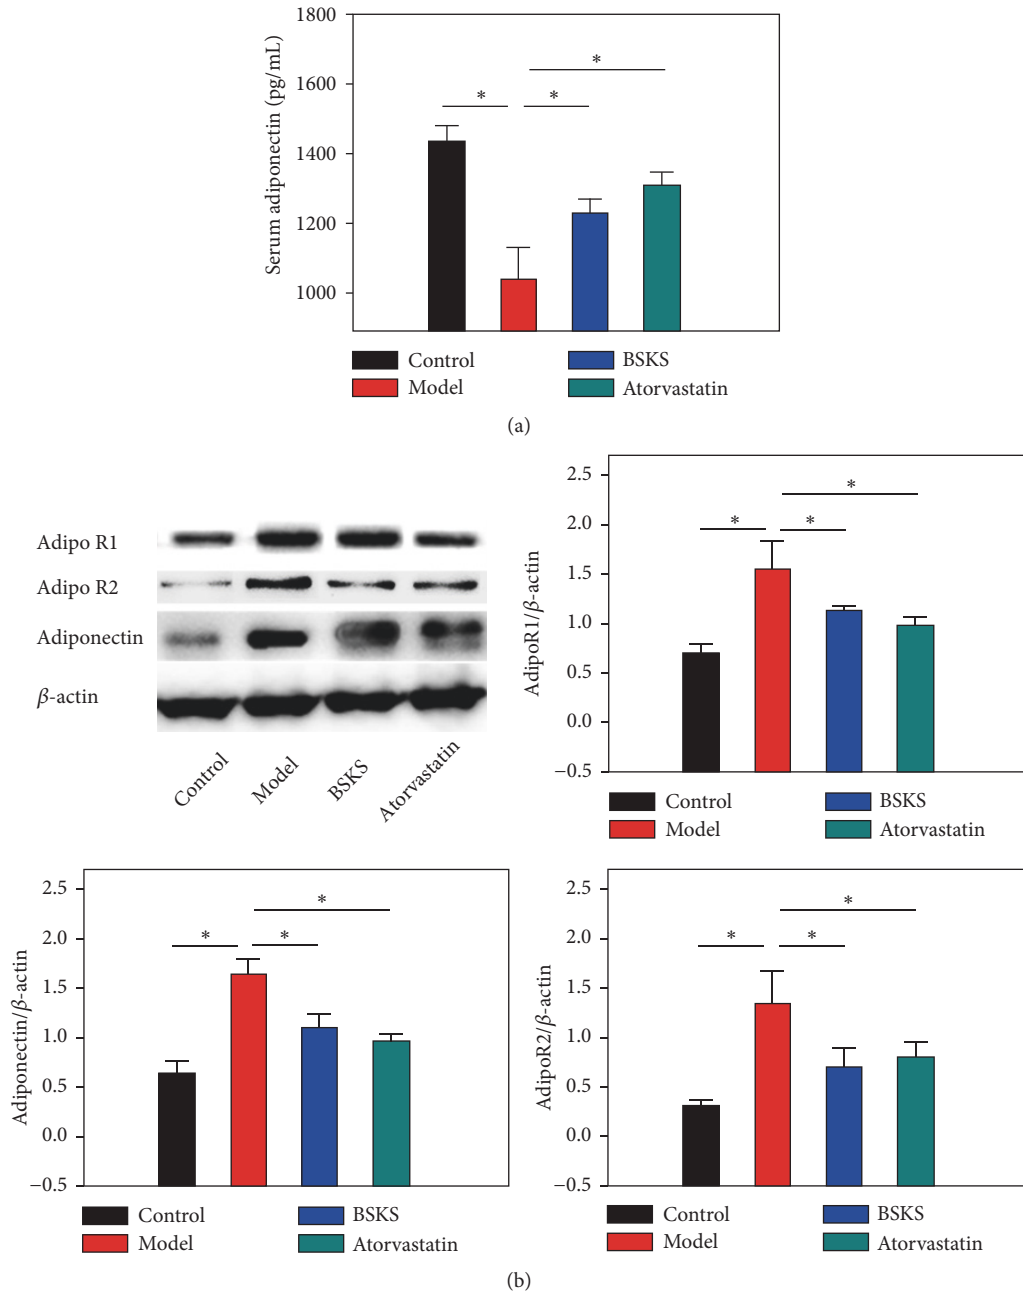 1800
1600
1400
1200
1000
Serum adiponectin (pg/mL)
*
*
*
Control
Model
BSKS
Atorvastatin
(a)
Adipo R1
Adipo R2
Adiponectin
β-actin
Control
Model
BSKS
Atorvastatin
2.5
2.0
1.5
1.0
0.5
0.0
−0.5
AdipoR1/β-actin
*
*
*
Control
Model
BSKS
Atorvastatin
2.5
2.0
1.5
1.0
0.5
0.0
−0.5
Adiponectin/β-actin
*
*
*
Control
Model
BSKS
Atorvastatin
2.5
2.0
1.5
1.0
0.5
0.0
−0.5
AdipoR2/β-actin
*
*
*
Control
Model
BSKS
Atorvastatin
(b)